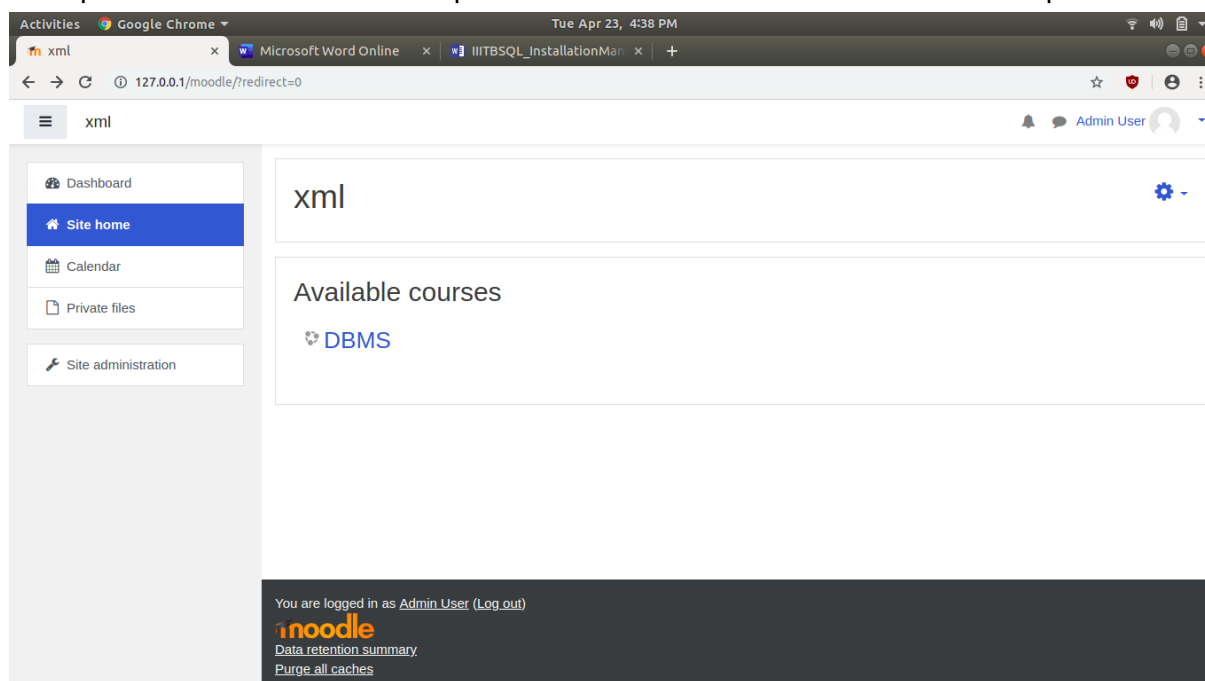 Activities Google Chrome Tue Apr 23, 4:38 PM
xml Microsoft Word Online IIITBSQL_InstallationMan
127.0.0.1/moodle/?redirect=0
xml Admin User
Dashboard
Site home
Calendar
Private files
Site administration
xml
Available courses
DBMS
You are logged in as Admin User (Log out)
moodle
Data retention summary
Purge all caches